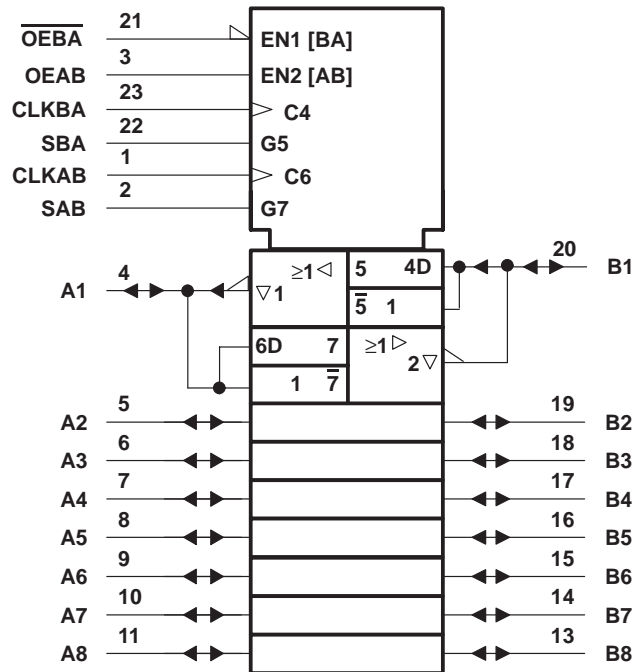 21
O̅E̅B̅A̅ EN1 [BA]
3
OEAB EN2 [AB]
23
CLKBA C4
22
SBA G5
1
CLKAB C6
2
SAB G7
4 ≥1 ◁ 5 4D 20
A1 ▽ 1 B1
5̅ 1
6D 7 ≥1 ▷
2 ▽
1 7̅
5 19
A2 B2
6 18
A3 B3
7 17
A4 B4
8 16
A5 B5
9 15
A6 B6
10 14
A7 B7
11 13
A8 B8